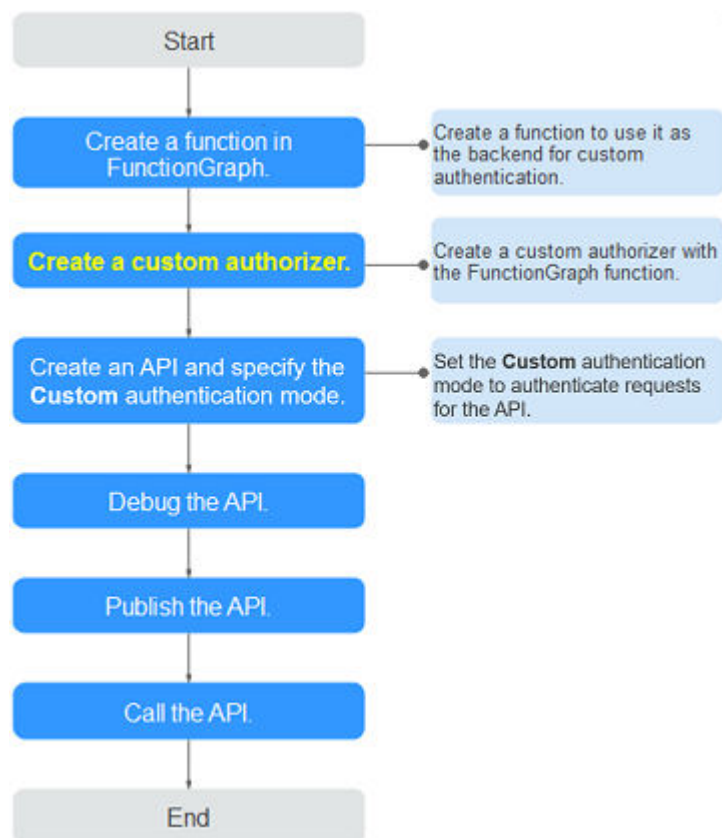 Start
Create a function in
FunctionGraph.
Create a function to use it as
the backend for custom
authentication.
Create a custom authorizer.
Create a custom authorizer with
the FunctionGraph function.
Create an API and specify the
Custom authentication mode.
Set the Custom authentication
mode to authenticate requests
for the API.
Debug the API.
Publish the API.
Call the API.
End